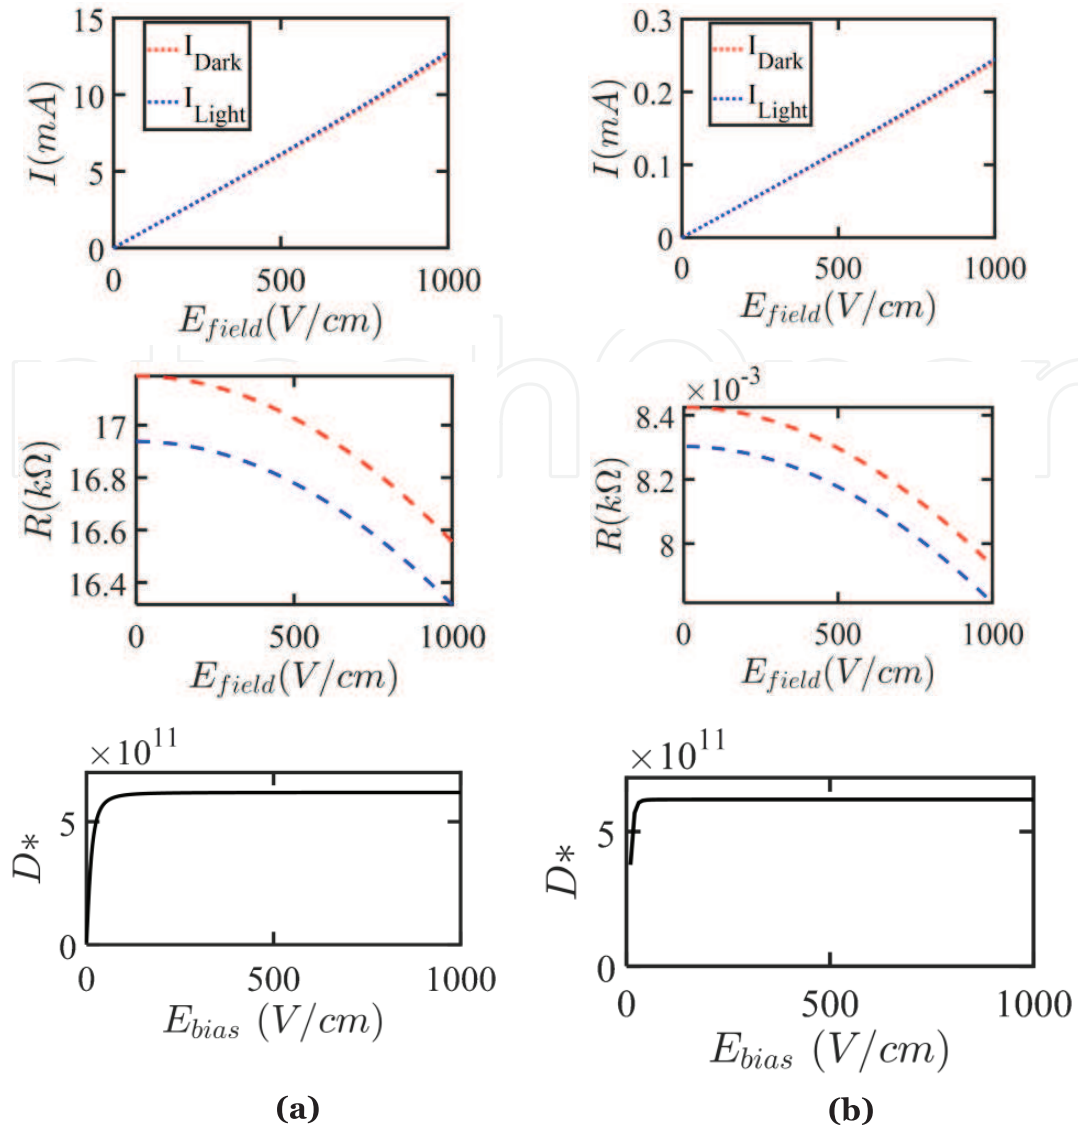 15
10
5
0
I(mA)
I_Dark
I_Light
0 500 1000
E_field(V/cm)
0.3
0.2
0.1
0
I(mA)
I_Dark
I_Light
0 500 1000
E_field(V/cm)
17
16.8
16.6
16.4
R(kΩ)
0 500 1000
E_field(V/cm)
×10^-3
8.4
8.2
8
R(kΩ)
0 500 1000
E_field(V/cm)
×10^11
5
0
D*
0 500 1000
E_bias (V/cm)
(a)
×10^11
5
0
D*
0 500 1000
E_bias (V/cm)
(b)